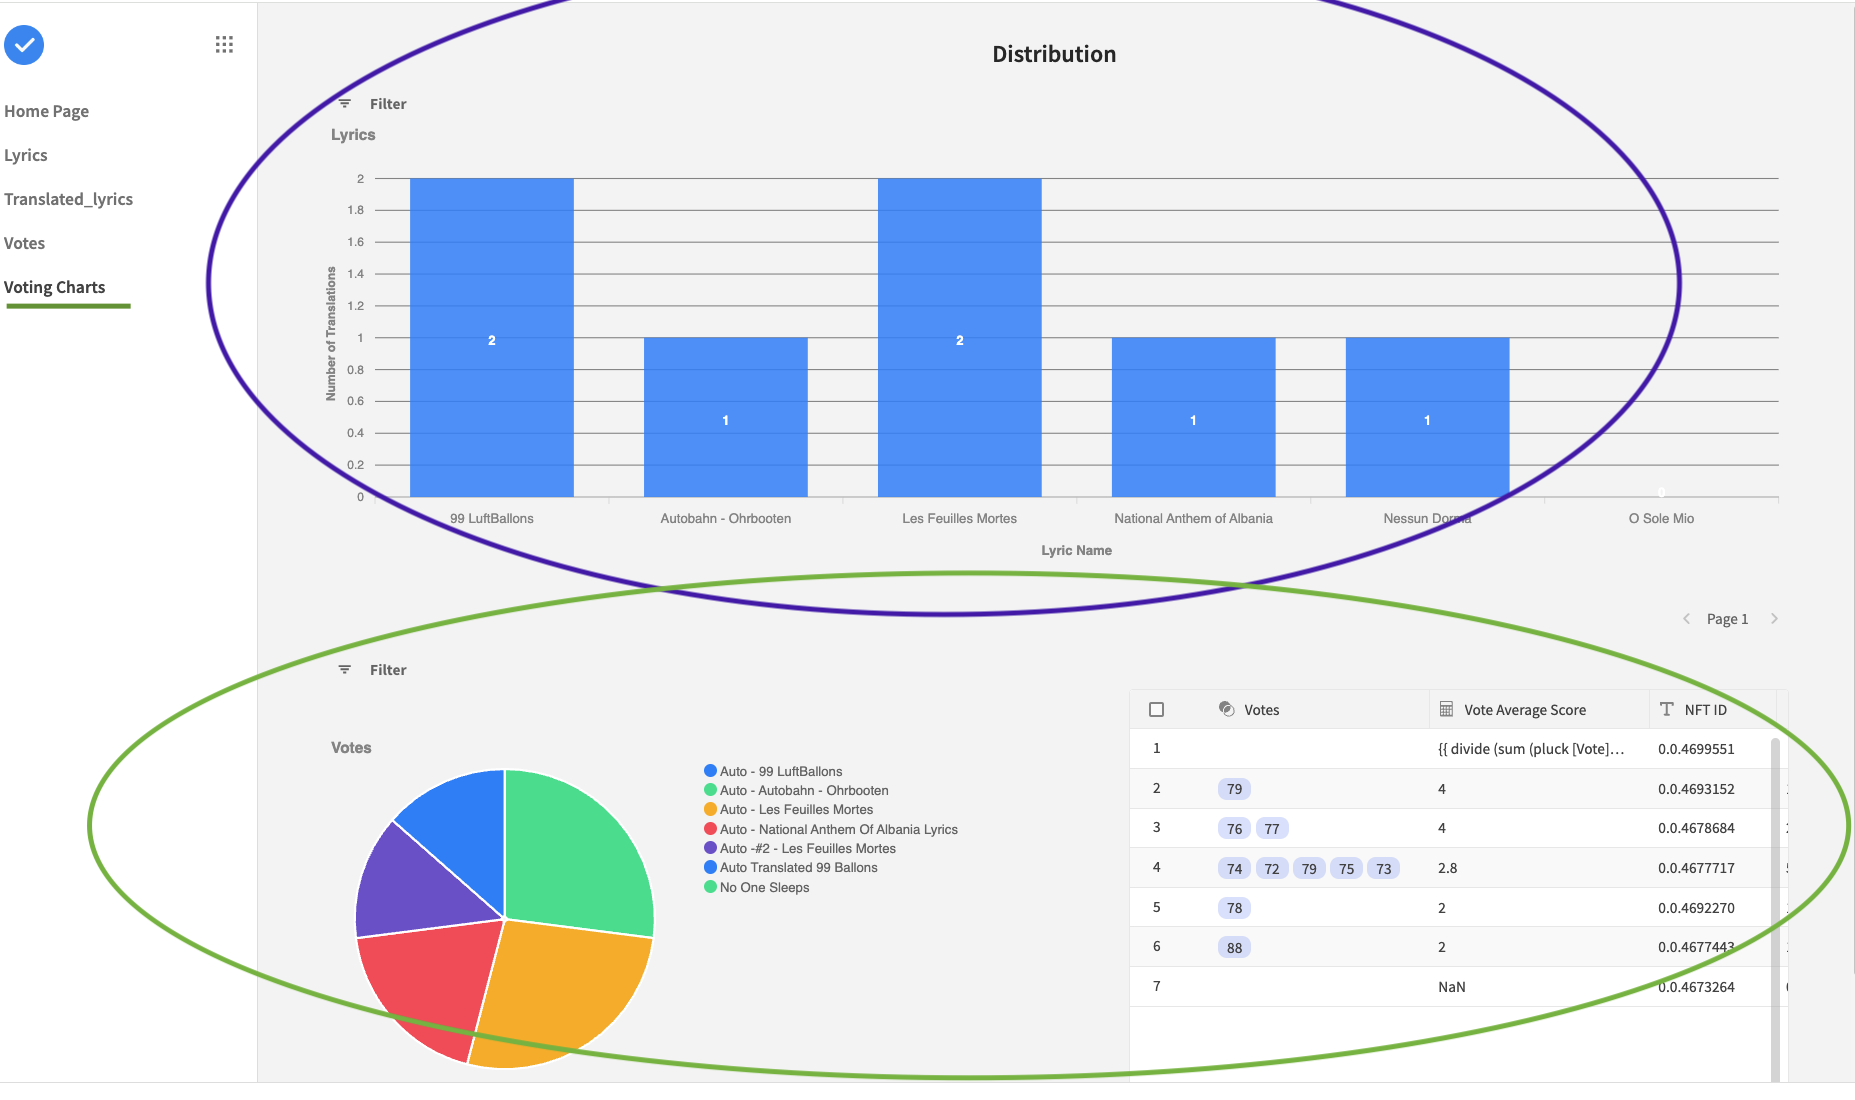 Home Page
Lyrics
Translated_lyrics
Votes
Voting Charts
Distribution
Filter
Lyrics
Number of Translations
2
1.8
1.6
1.4
1.2
1
0.8
0.6
0.4
0.2
0
2
1
2
1
1
0
99 LuftBallons
Autobahn - Ohrbooten
Les Feuilles Mortes
National Anthem of Albania
Nessun Dorma
O Sole Mio
Lyric Name
Page 1
Filter
Votes
Auto - 99 LuftBallons
Auto - Autobahn - Ohrbooten
Auto - Les Feuilles Mortes
Auto - National Anthem Of Albania Lyrics
Auto -#2 - Les Feuilles Mortes
Auto Translated 99 Ballons
No One Sleeps
Votes Vote Average Score NFT ID
1 {{ divide (sum (pluck [Vote]... 0.0.4699551
2 79 4 0.0.4693152
3 76 77 4 0.0.4678684
4 74 72 79 75 73 2.8 0.0.4677717
5 78 2 0.0.4692270
6 88 2 0.0.4677443
7 NaN 0.0.4673264